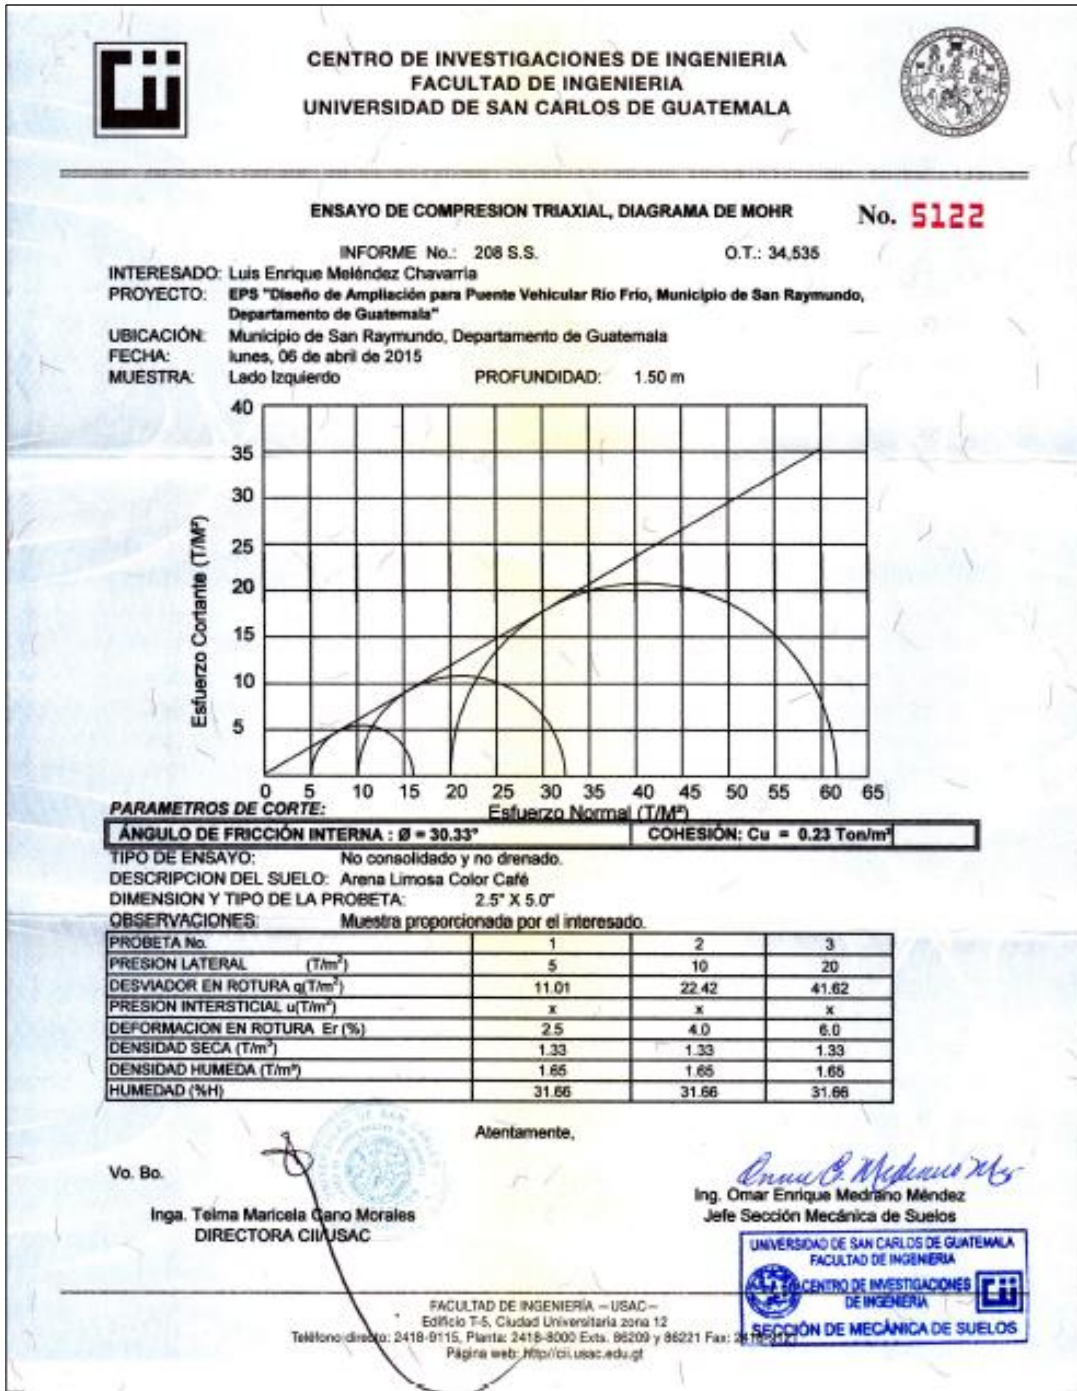 Cii
CENTRO DE INVESTIGACIONES DE INGENIERIA
FACULTAD DE INGENIERIA
UNIVERSIDAD DE SAN CARLOS DE GUATEMALA
ENSAYO DE COMPRESION TRIAXIAL, DIAGRAMA DE MOHR No. 5122
INFORME No.: 208 S.S. O.T.: 34,535
INTERESADO: Luis Enrique Meléndez Chavarria
PROYECTO: EPS "Diseño de Ampliación para Puente Vehicular Río Frío, Municipio de San Raymundo,
Departamento de Guatemala"
UBICACIÓN: Municipio de San Raymundo, Departamento de Guatemala
FECHA: lunes, 06 de abril de 2015
MUESTRA: Lado Izquierdo PROFUNDIDAD: 1.50 m
40
35
30
25
20
15
10
5
Esfuerzo Cortante (T/M²)
0 5 10 15 20 25 30 35 40 45 50 55 60 65
Esfuerzo Normal (T/M²)
PARAMETROS DE CORTE:
ÁNGULO DE FRICCIÓN INTERNA : Ø = 30.33° COHESIÓN: Cu = 0.23 Ton/m²
TIPO DE ENSAYO: No consolidado y no drenado.
DESCRIPCION DEL SUELO: Arena Limosa Color Café
DIMENSION Y TIPO DE LA PROBETA: 2.5" X 5.0"
OBSERVACIONES: Muestra proporcionada por el interesado.
PROBETA No. 1 2 3
PRESION LATERAL (T/m²) 5 10 20
DESVIADOR EN ROTURA q(T/m²) 11.01 22.42 41.62
PRESION INTERSTICIAL u(T/m²) x x x
DEFORMACION EN ROTURA Er (%) 2.5 4.0 6.0
DENSIDAD SECA (T/m³) 1.33 1.33 1.33
DENSIDAD HUMEDA (T/m³) 1.65 1.65 1.65
HUMEDAD (%H) 31.66 31.66 31.66
Atentamente,
Vo. Bo.
Inga. Telma Maricela Cano Morales
DIRECTORA CII/USAC
Ing. Omar Enrique Medrano Méndez
Jefe Sección Mecánica de Suelos
UNIVERSIDAD DE SAN CARLOS DE GUATEMALA
FACULTAD DE INGENIERIA
CENTRO DE INVESTIGACIONES
DE INGENIERIA
Cii
SECCIÓN DE MECÁNICA DE SUELOS
FACULTAD DE INGENIERÍA —USAC—
Edificio T-5, Ciudad Universitaria zona 12
Teléfono directo: 2418-9115, Planta: 2418-8000 Exts. 86209 y 86221 Fax:
Página web: http//cii.usac.edu.gt